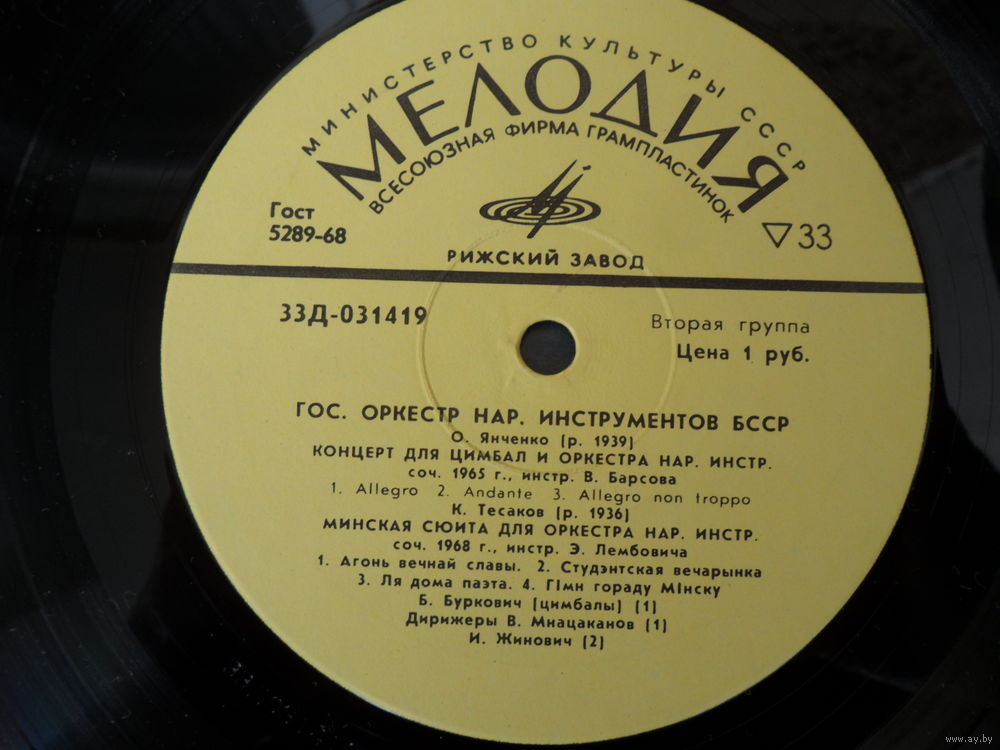 МИНИСТЕРСТВО КУЛЬТУРЫ СССР
МЕЛОДИЯ
ВСЕСОЮЗНАЯ ФИРМА ГРАМПЛАСТИНОК
Гост
5289-68
▽33
РИЖСКИЙ ЗАВОД
33Д-031419
Вторая группа
Цена 1 руб.
ГОС. ОРКЕСТР НАР. ИНСТРУМЕНТОВ БССР
О. Янченко (р. 1939)
КОНЦЕРТ ДЛЯ ЦИМБАЛ И ОРКЕСТРА НАР. ИНСТР.
соч. 1965 г., инстр. В. Барсова
1. Allegro 2. Andante 3. Allegro non troppo
К. Тесаков (р. 1936)
МИНСКАЯ СЮИТА ДЛЯ ОРКЕСТРА НАР. ИНСТР.
соч. 1968 г., инстр. Э. Лембовича
1. Агонь вечнай славы. 2. Студэнтская вечарынка
3. Ля дома паэта. 4. Гімн гораду Мінску
Б. Буркович (цимбалы) (1)
Дирижеры В. Мнацаканов (1)
И. Жинович (2)
www.ay.by